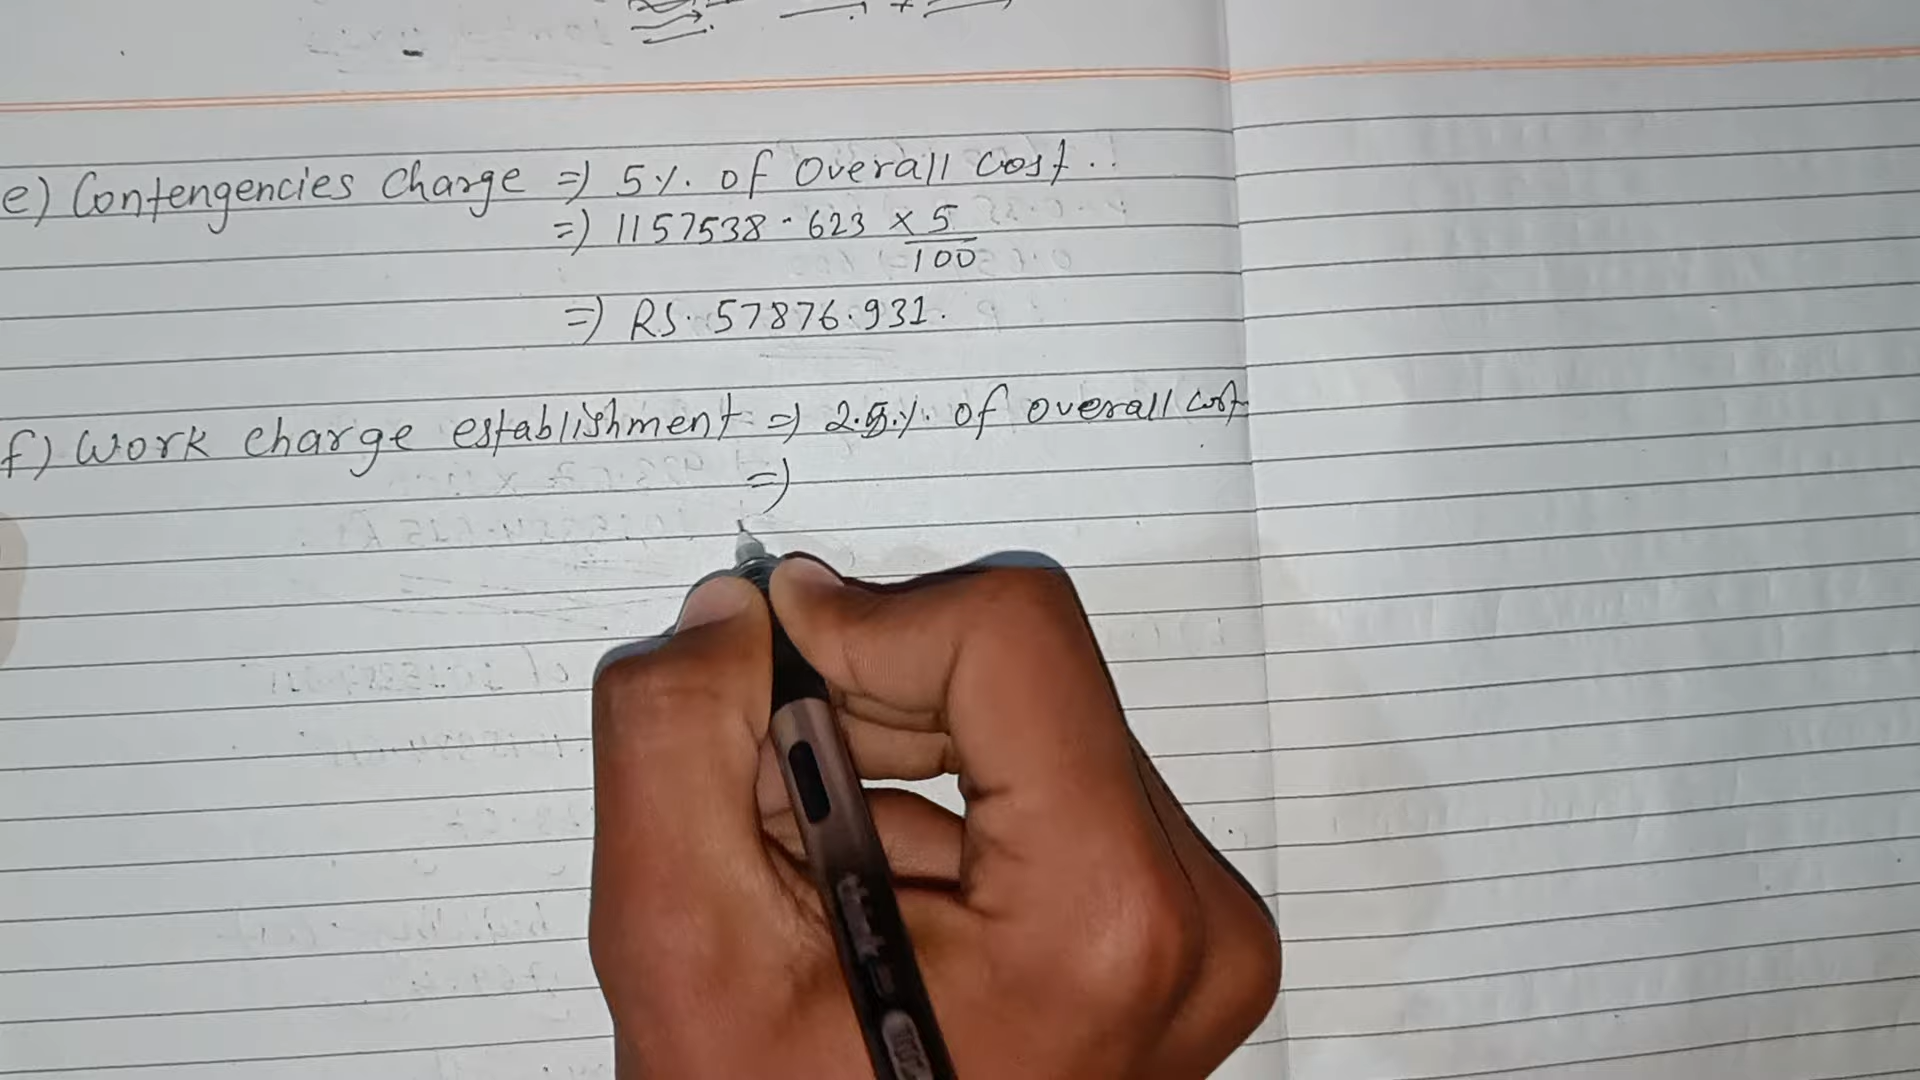 e) Contengencies Charge => 5%. of Overall Cost..
=> 1157538.623 × 5/100
=> RS. 57876.931.
f) Work charge establishment => 2.5%. of overall cost
=>